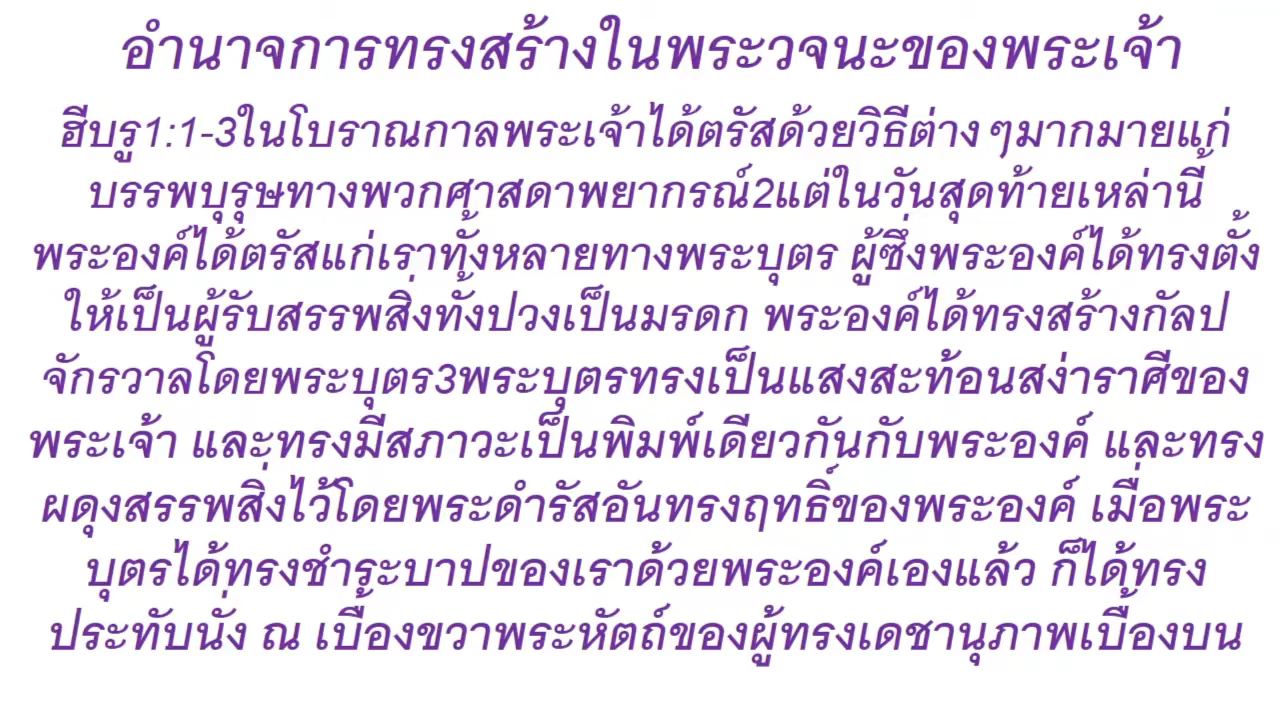 อำนาจการทรงสร้างในพระวจนะของพระเจ้า
ฮีบรู1:1-3ในโบราณกาลพระเจ้าได้ตรัสด้วยวิธีต่าง ๆมากมายแก่
บรรพบุรุษทางพวกศาสดาพยากรณ์2แต่ในวันสุดท้ายเหล่านี้
พระองค์ได้ตรัสแก่เราทั้งหลายทางพระบุตร ผู้ซึ่งพระองค์ได้ทรงตั้ง
ให้เป็นผู้รับสรรพสิ่งทั้งปวงเป็นมรดก พระองค์ได้ทรงสร้างกัลป
จักรวาลโดยพระบุตร3พระบุตรทรงเป็นแสงสะท้อนสง่าราศีของ
พระเจ้า และทรงมีสภาวะเป็นพิมพ์เดียวกันกับพระองค์ และทรง
ผดุงสรรพสิ่งไว้โดยพระดำรัสอันทรงฤทธิ์ของพระองค์ เมื่อพระ
บุตรได้ทรงชำระบาปของเราด้วยพระองค์เองแล้ว ก็ได้ทรง
ประทับนั่ง ณ เบื้องขวาพระหัตถ์ของผู้ทรงเดชานุภาพเบื้องบน